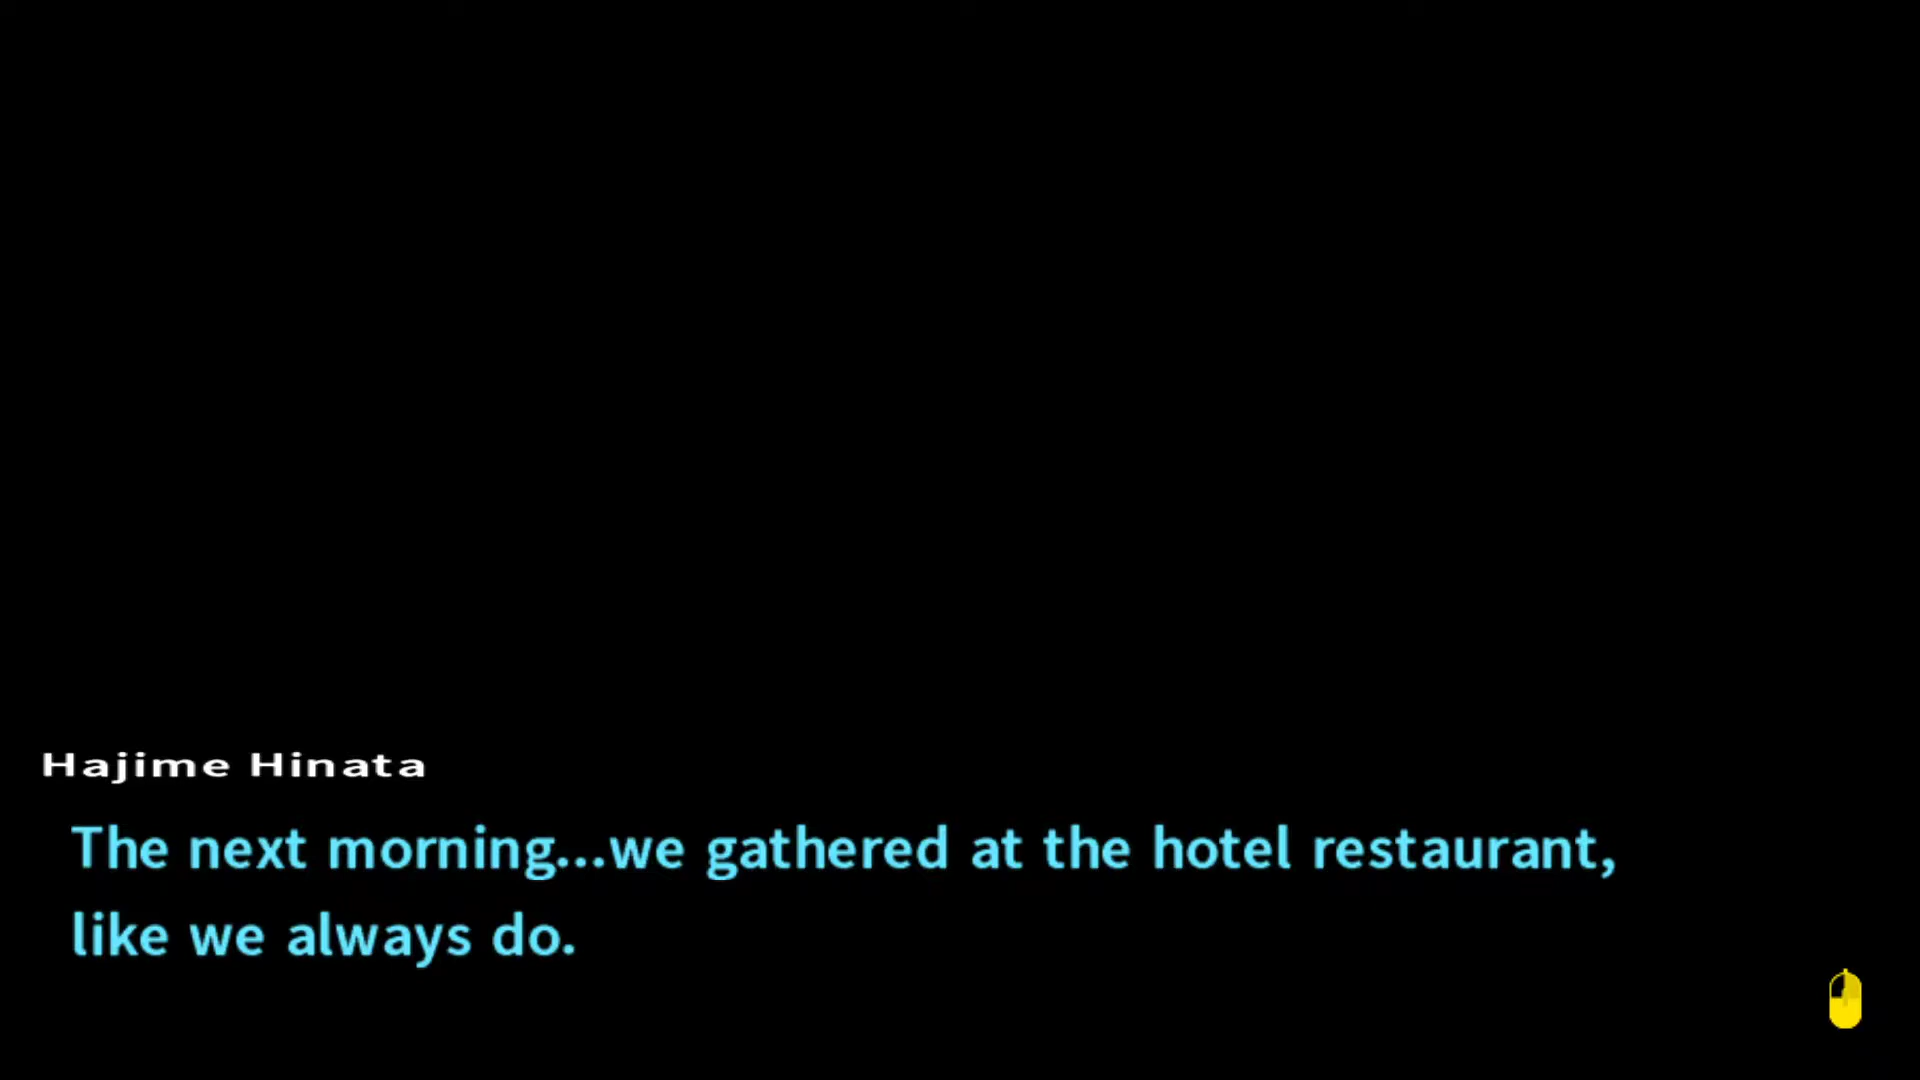 Hajime Hinata
The next morning...we gathered at the hotel restaurant,
like we always do.